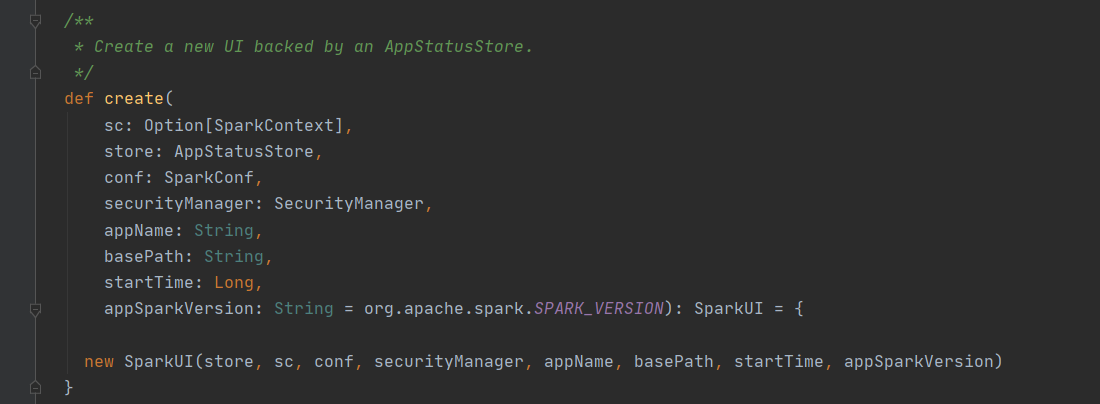 /**
 * Create a new UI backed by an AppStatusStore.
 */
def create(
    sc: Option[SparkContext],
    store: AppStatusStore,
    conf: SparkConf,
    securityManager: SecurityManager,
    appName: String,
    basePath: String,
    startTime: Long,
    appSparkVersion: String = org.apache.spark.SPARK_VERSION): SparkUI = {
  new SparkUI(store, sc, conf, securityManager, appName, basePath, startTime, appSparkVersion)
}